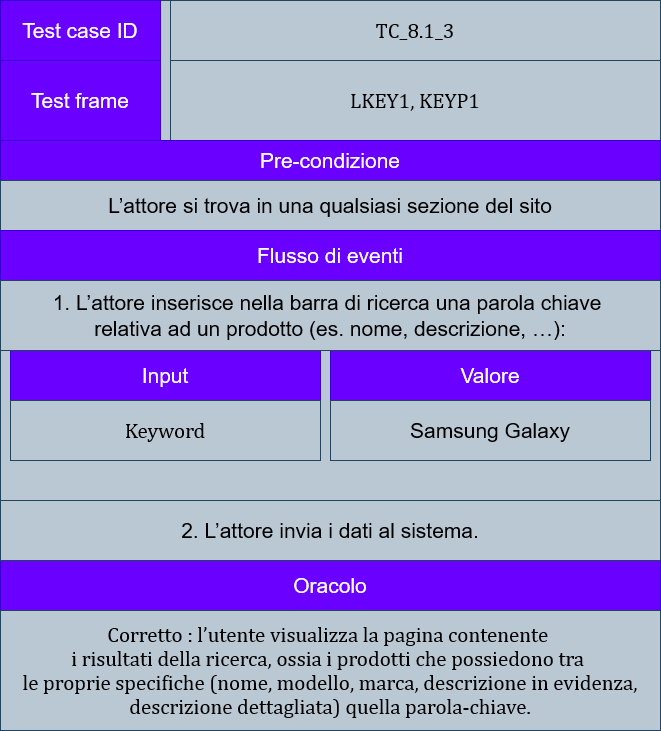 Test case ID
TC_8.1_3
Test frame
LKEY1, KEYP1
Pre-condizione
L’attore si trova in una qualsiasi sezione del sito
Flusso di eventi
1. L’attore inserisce nella barra di ricerca una parola chiave
relativa ad un prodotto (es. nome, descrizione, …):
Input
Valore
Keyword
Samsung Galaxy
2. L’attore invia i dati al sistema.
Oracolo
Corretto : l’utente visualizza la pagina contenente
i risultati della ricerca, ossia i prodotti che possiedono tra
le proprie specifiche (nome, modello, marca, descrizione in evidenza,
descrizione dettagliata) quella parola-chiave.